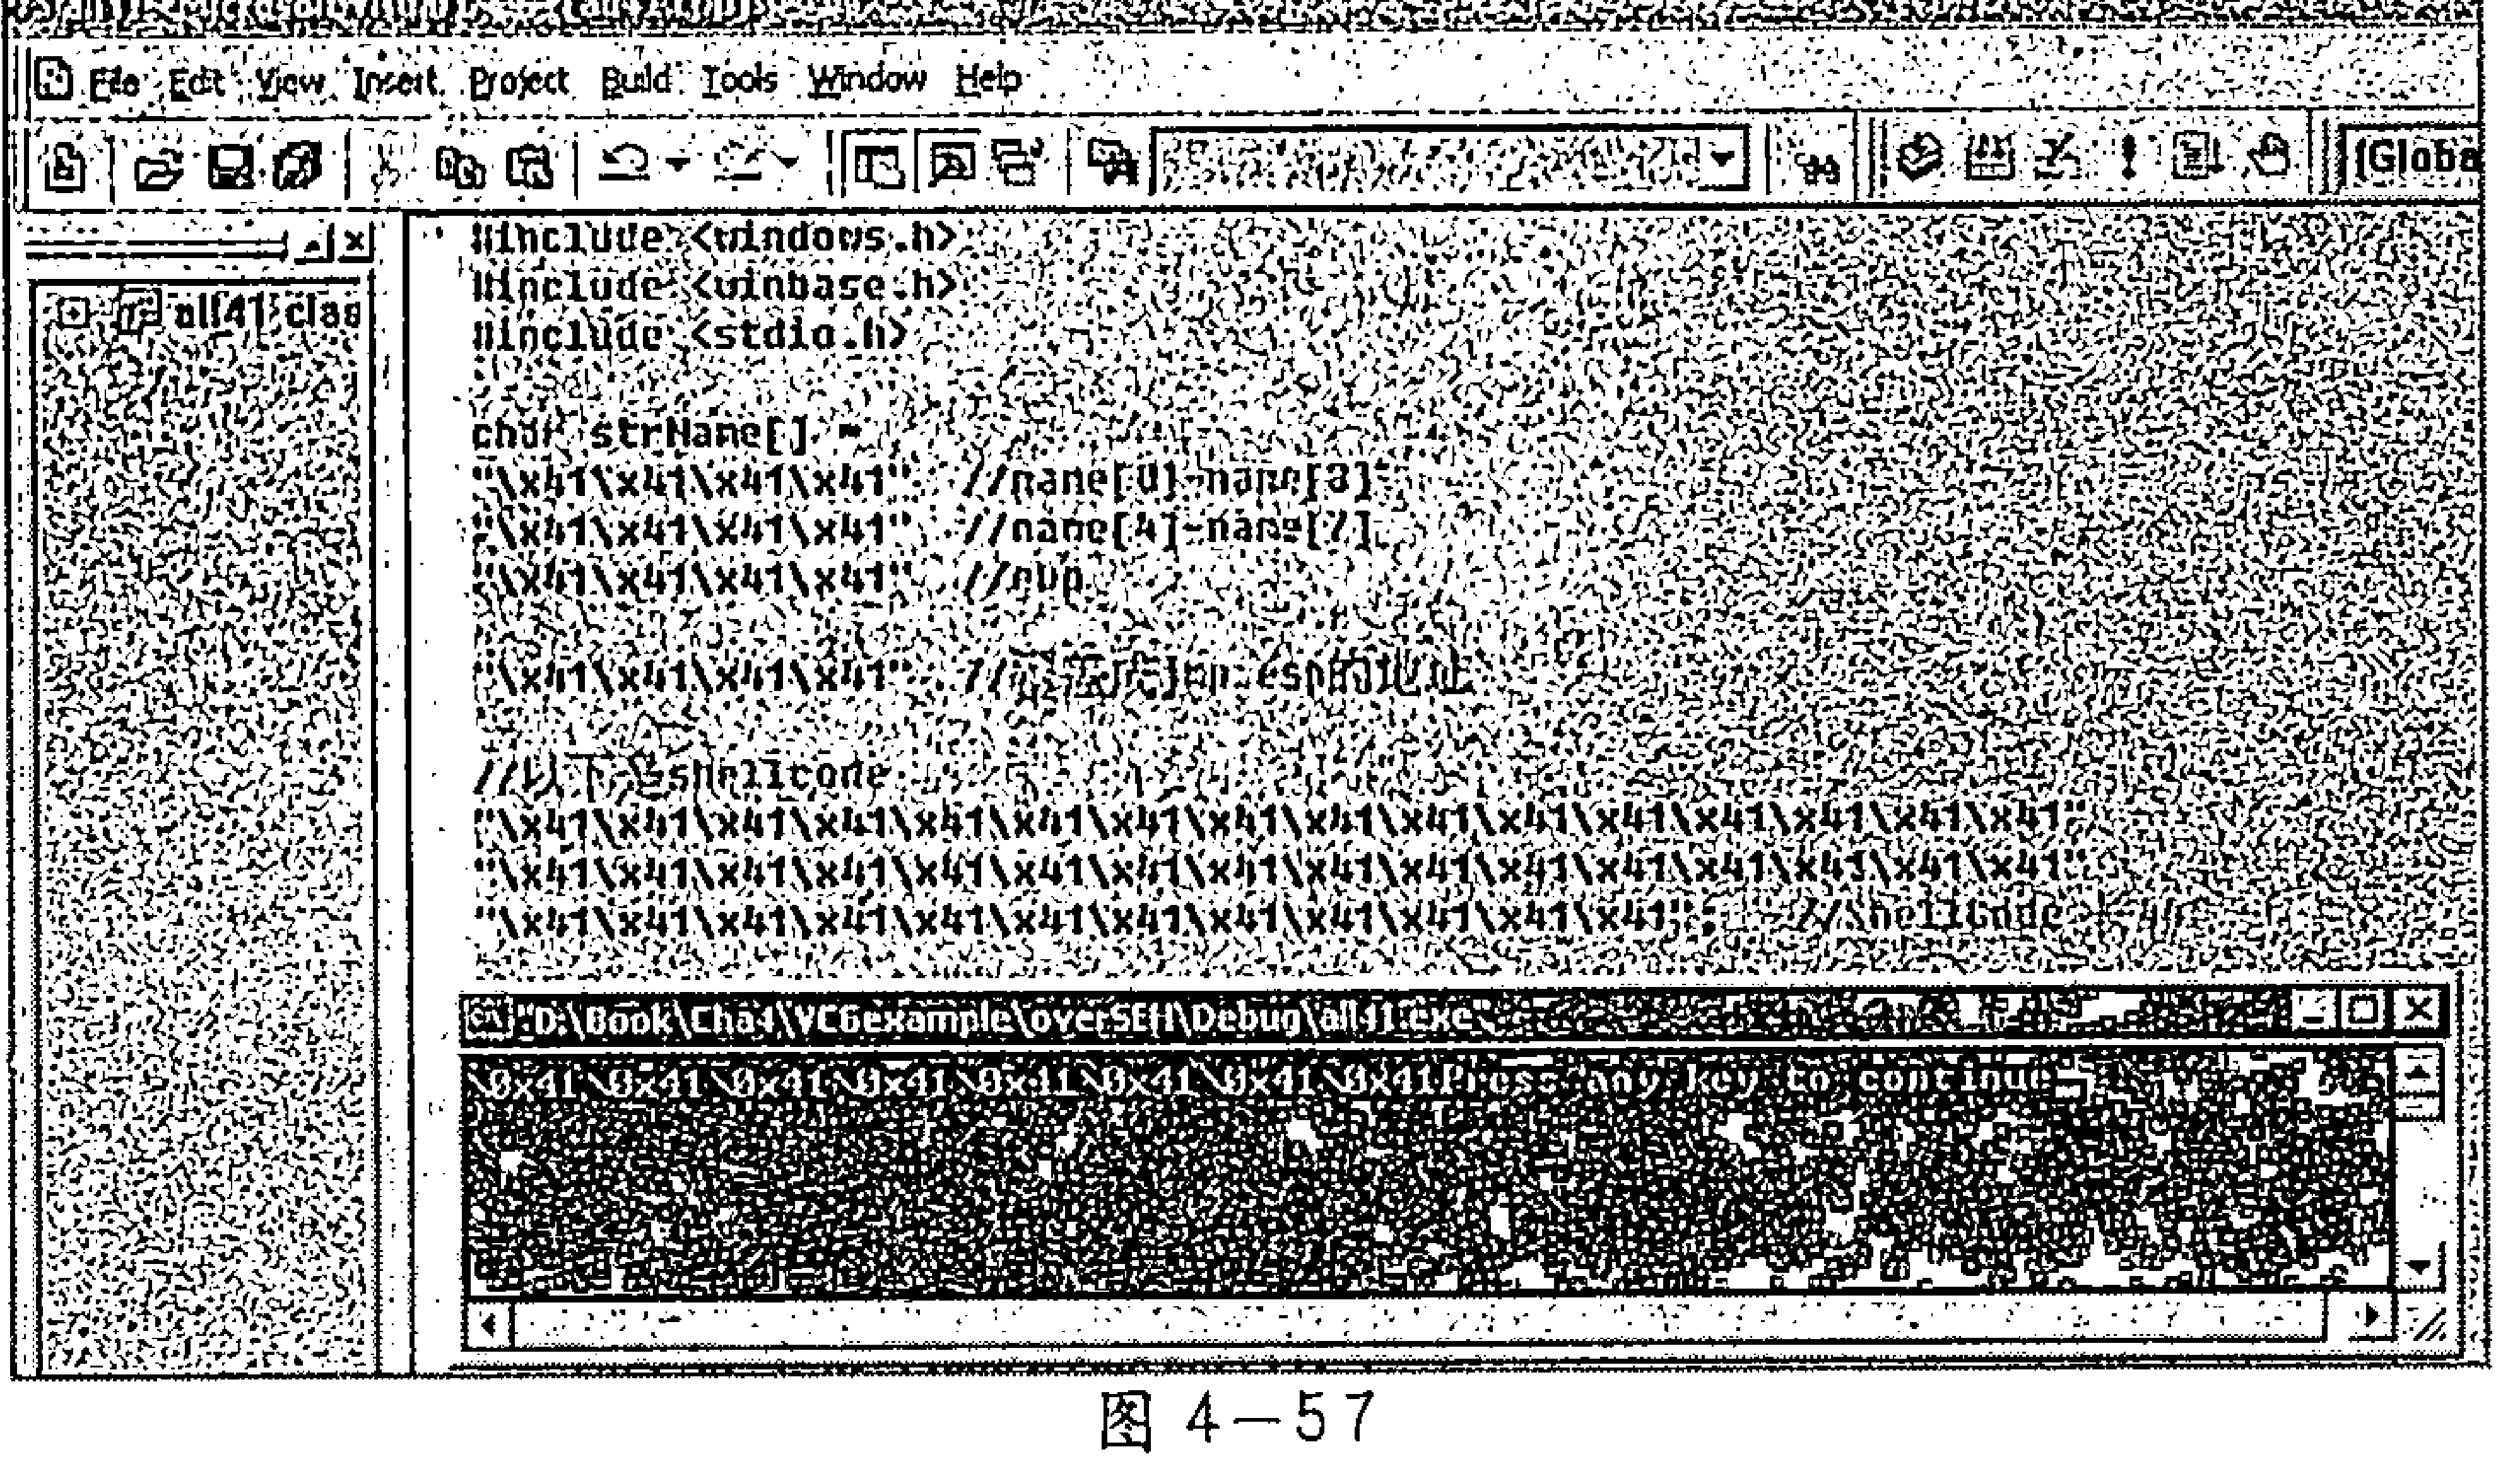 File Edit View Insert Project Build Tools Window Help
(Globa
all41 clas
#include <windows.h>
#include <winbase.h>
#include <stdio.h>
char strName[] =
"\x41\x41\x41\x41" //name[0]-name[3]
"\x41\x41\x41\x41" //name[4]-name[7]
"\x41\x41\x41\x41" //
"\x41\x41\x41\x41" //
//以下是shellcode
"\x41\x41\x41\x41\x41\x41\x41\x41\x41\x41\x41\x41\x41\x41\x41\x41"
"\x41\x41\x41\x41\x41\x41\x41\x41\x41\x41\x41\x41\x41\x41\x41\x41"
"\x41\x41\x41\x41\x41\x41\x41\x41\x41\x41\x41\x41"; //ShellCode
"D:\Book\Cha4\VC6example\overSEH\Debug\all41.exe
\0x41\0x41\0x41\0x41\0x41\0x41\0x41\0x41Press any key to continue
图 4-57